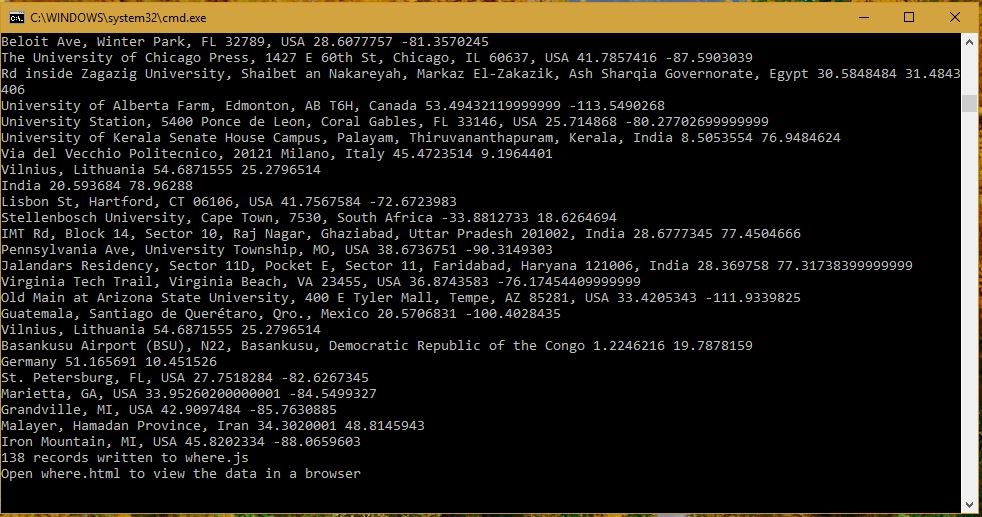 C:\WINDOWS\system32\cmd.exe
Beloit Ave, Winter Park, FL 32789, USA 28.6077757 -81.3570245
The University of Chicago Press, 1427 E 60th St, Chicago, IL 60637, USA 41.7857416 -87.5903039
Rd inside Zagazig University, Shaibet an Nakareyah, Markaz El-Zakazik, Ash Sharqia Governorate, Egypt 30.5848484 31.4843
406
University of Alberta Farm, Edmonton, AB T6H, Canada 53.49432119999999 -113.5490268
University Station, 5400 Ponce de Leon, Coral Gables, FL 33146, USA 25.714868 -80.27702699999999
University of Kerala Senate House Campus, Palayam, Thiruvananthapuram, Kerala, India 8.5053554 76.9484624
Via del Vecchio Politecnico, 20121 Milano, Italy 45.4723514 9.1964401
Vilnius, Lithuania 54.6871555 25.2796514
India 20.593684 78.96288
Lisbon St, Hartford, CT 06106, USA 41.7567584 -72.6723983
Stellenbosch University, Cape Town, 7530, South Africa -33.8812733 18.6264694
IMT Rd, Block 14, Sector 10, Raj Nagar, Ghaziabad, Uttar Pradesh 201002, India 28.6777345 77.4504666
Pennsylvania Ave, University Township, MO, USA 38.6736751 -90.3149303
Jalandars Residency, Sector 11D, Pocket E, Sector 11, Faridabad, Haryana 121006, India 28.369758 77.31738399999999
Virginia Tech Trail, Virginia Beach, VA 23455, USA 36.8743583 -76.17454409999999
Old Main at Arizona State University, 400 E Tyler Mall, Tempe, AZ 85281, USA 33.4205343 -111.9339825
Guatemala, Santiago de Querétaro, Qro., Mexico 20.5706831 -100.4028435
Vilnius, Lithuania 54.6871555 25.2796514
Basankusu Airport (BSU), N22, Basankusu, Democratic Republic of the Congo 1.2246216 19.7878159
Germany 51.165691 10.451526
St. Petersburg, FL, USA 27.7518284 -82.6267345
Marietta, GA, USA 33.95260200000001 -84.5499327
Grandville, MI, USA 42.9097484 -85.7630885
Malayer, Hamadan Province, Iran 34.3020001 48.8145943
Iron Mountain, MI, USA 45.8202334 -88.0659603
138 records written to where.js
Open where.html to view the data in a browser